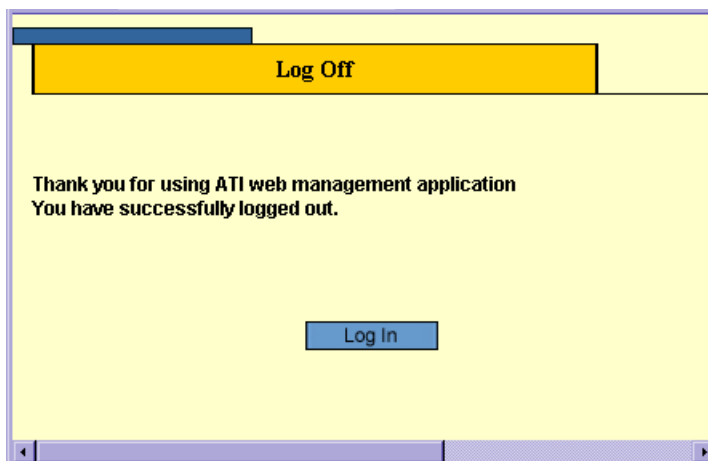 Log Off
Thank you for using ATI web management application
You have successfully logged out.
Log In